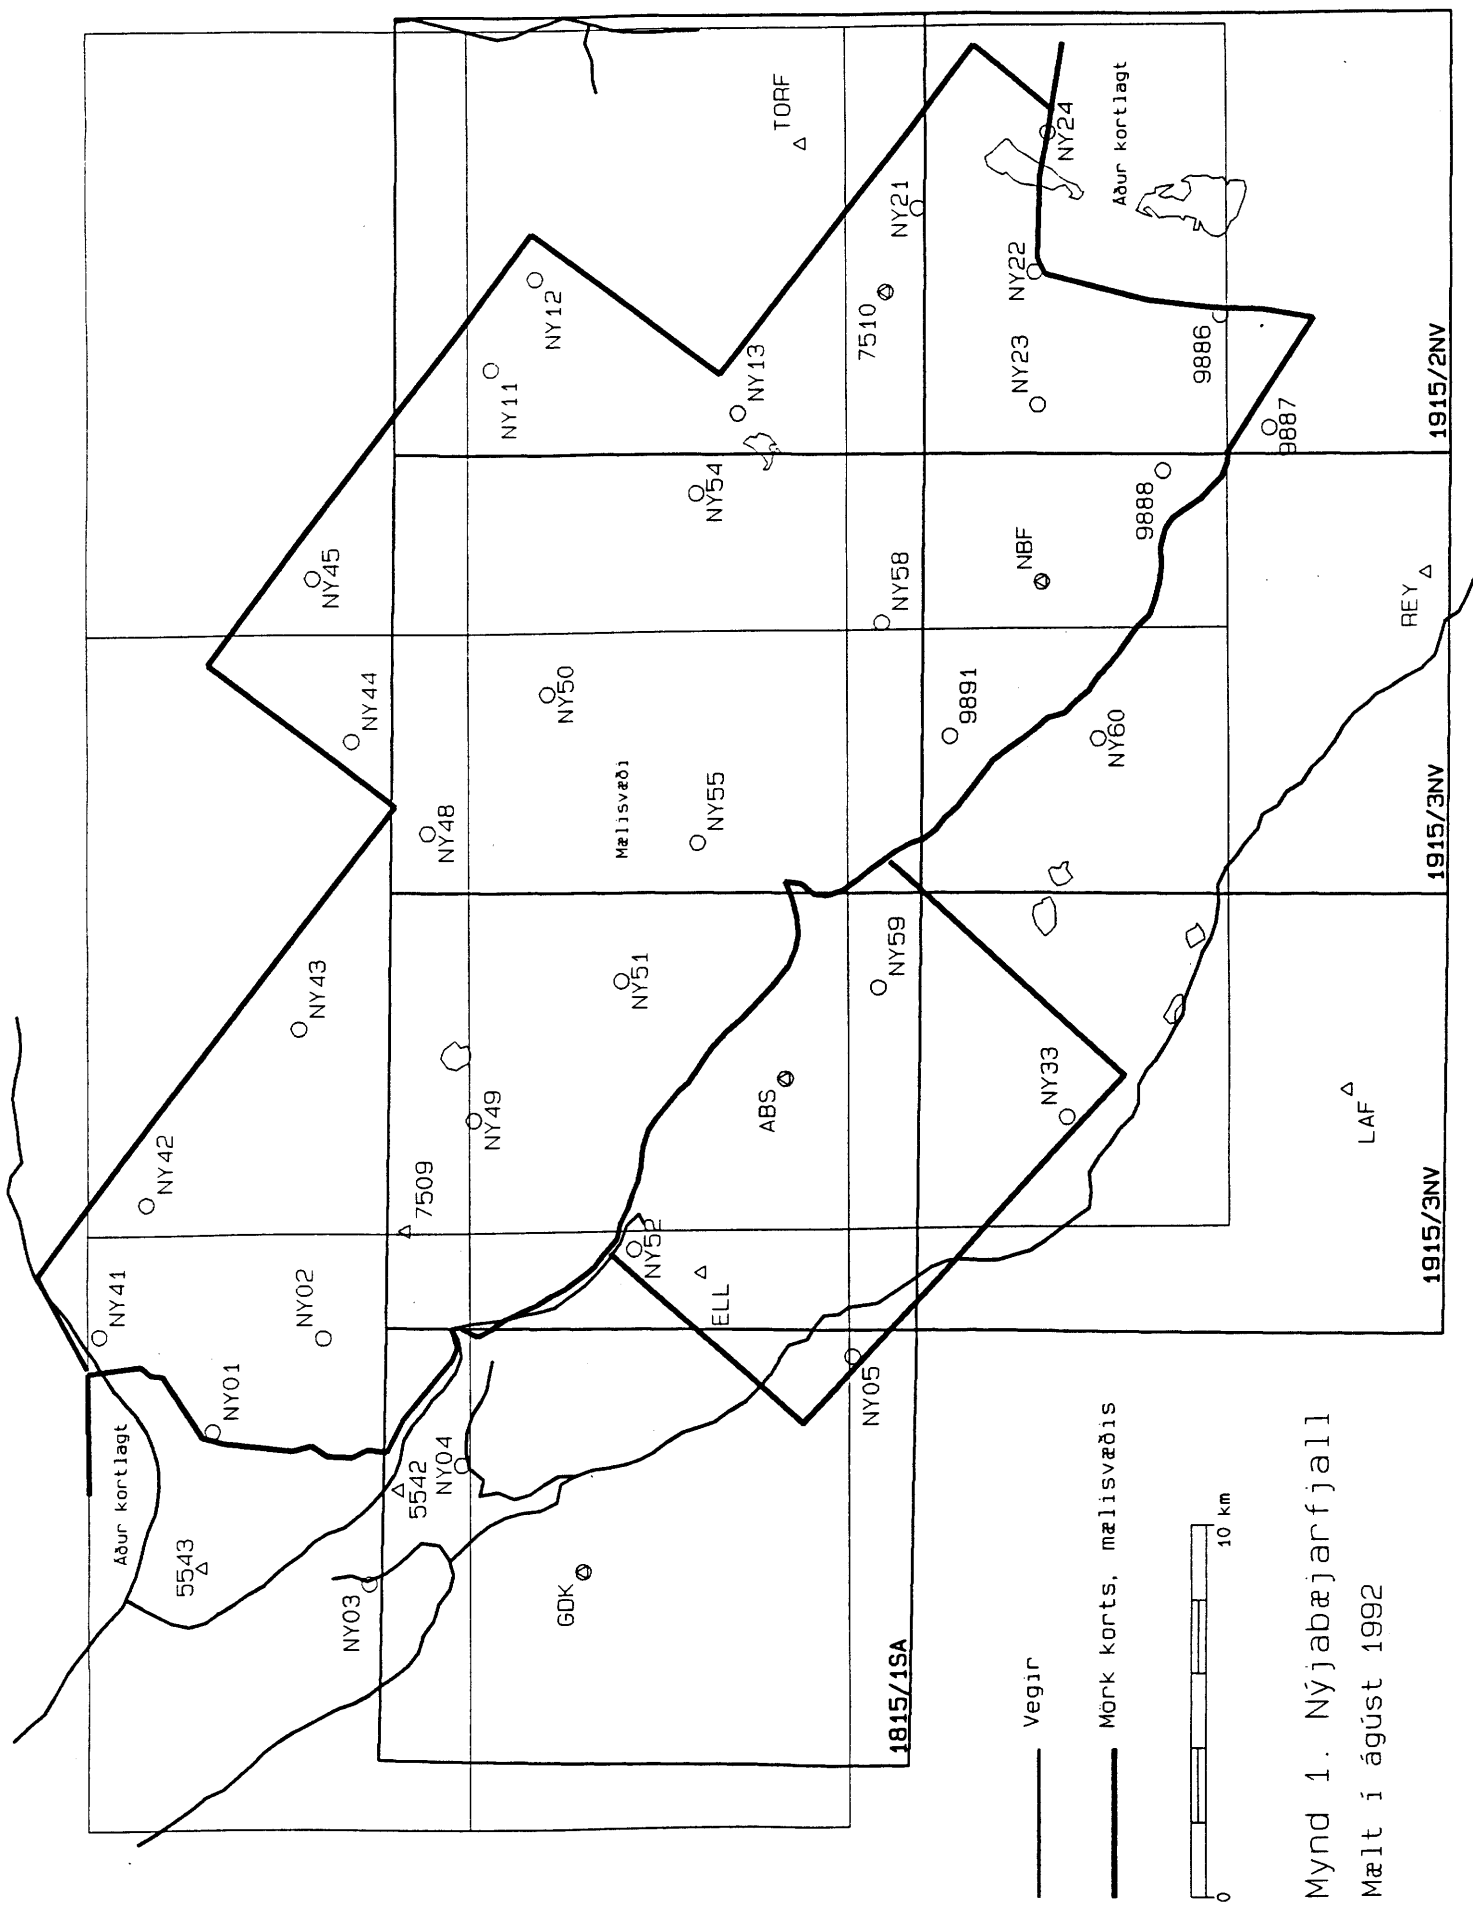 Áður kortlagt
NY41
NY42
5543
NY01
NY02
NY43
NY45
NY03
NY44
5542
7509
NY04
NY48
NY49
NY11
NY12
GDK
NY50
Mælisvæði
NY51
NY52
NY54
NY55
ELL
NY13
ABS
TORF
7510
NY05
1815/1SA
NY59
NY58
NY21
9891
NY22
NY23
NBF
NY33
NY24
NY60
Áður kortlagt
9888
9886
9887
LAF
REY
1915/3NV
1915/3NV
1915/2NV
Vegir
Mörk korts, mælisvæðis
0 10 km
Mynd 1. Nýjabæjarfjall
Mælt í ágúst 1992